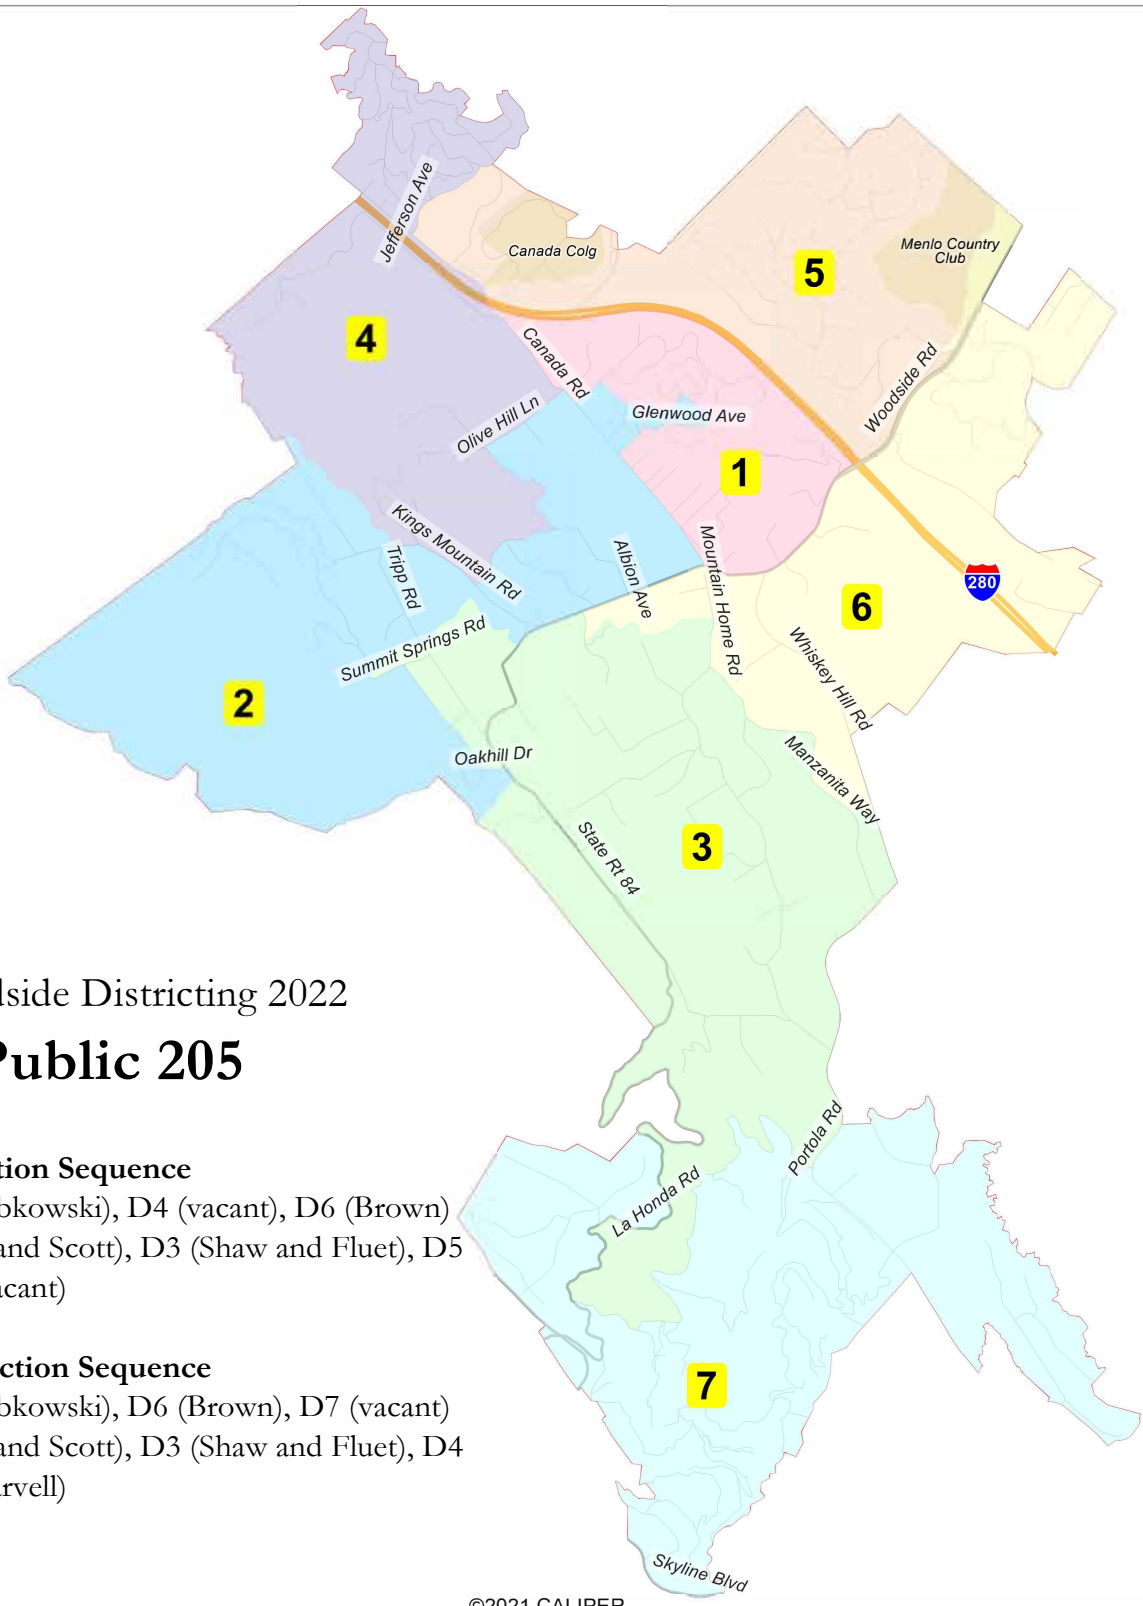 Jefferson Ave
Canada Colg
Menlo Country
Club
5
4
Canada Rd
Woodside Rd
Glenwood Ave
Olive Hill Ln
1
Kings Mountain Rd
Tripp Rd
Albion Ave
Mountain Home Rd
280
6
Summit Springs Rd
Whiskey Hill Rd
2
Oakhill Dr
Manzanita Way
State Rt 84
3
dside Districting 2022
Public 205
Portola Rd
La Honda Rd
tion Sequence
bkowski), D4 (vacant), D6 (Brown)
and Scott), D3 (Shaw and Fluet), D5
acant)
ction Sequence
bkowski), D6 (Brown), D7 (vacant)
and Scott), D3 (Shaw and Fluet), D4
arvell)
7
Skyline Blvd
©2021 CALIPER